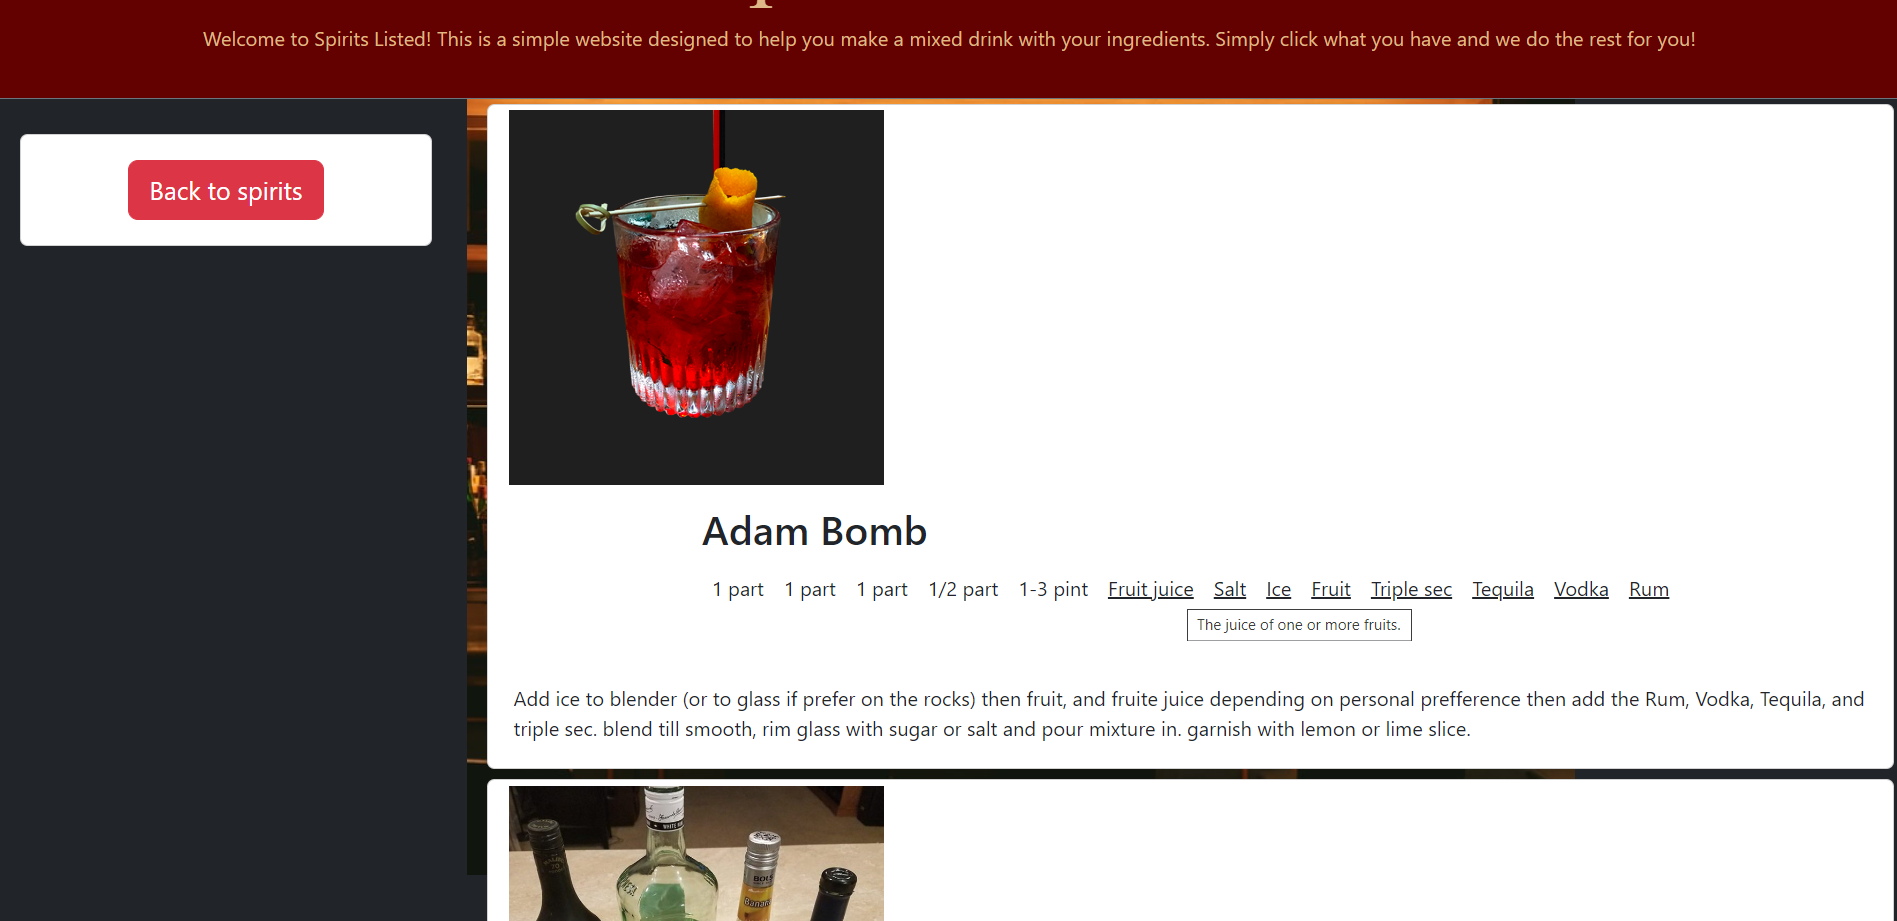 Welcome to Spirits Listed! This is a simple website designed to help you make a mixed drink with your ingredients. Simply click what you have and we do the rest for you!
Back to spirits
Adam Bomb
1 part 1 part 1 part 1/2 part 1-3 pint Fruit juice Salt Ice Fruit Triple sec Tequila Vodka Rum
The juice of one or more fruits.
Add ice to blender (or to glass if prefer on the rocks) then fruit, and fruite juice depending on personal prefference then add the Rum, Vodka, Tequila, and
triple sec. blend till smooth, rim glass with sugar or salt and pour mixture in. garnish with lemon or lime slice.
WHITE
BOLS